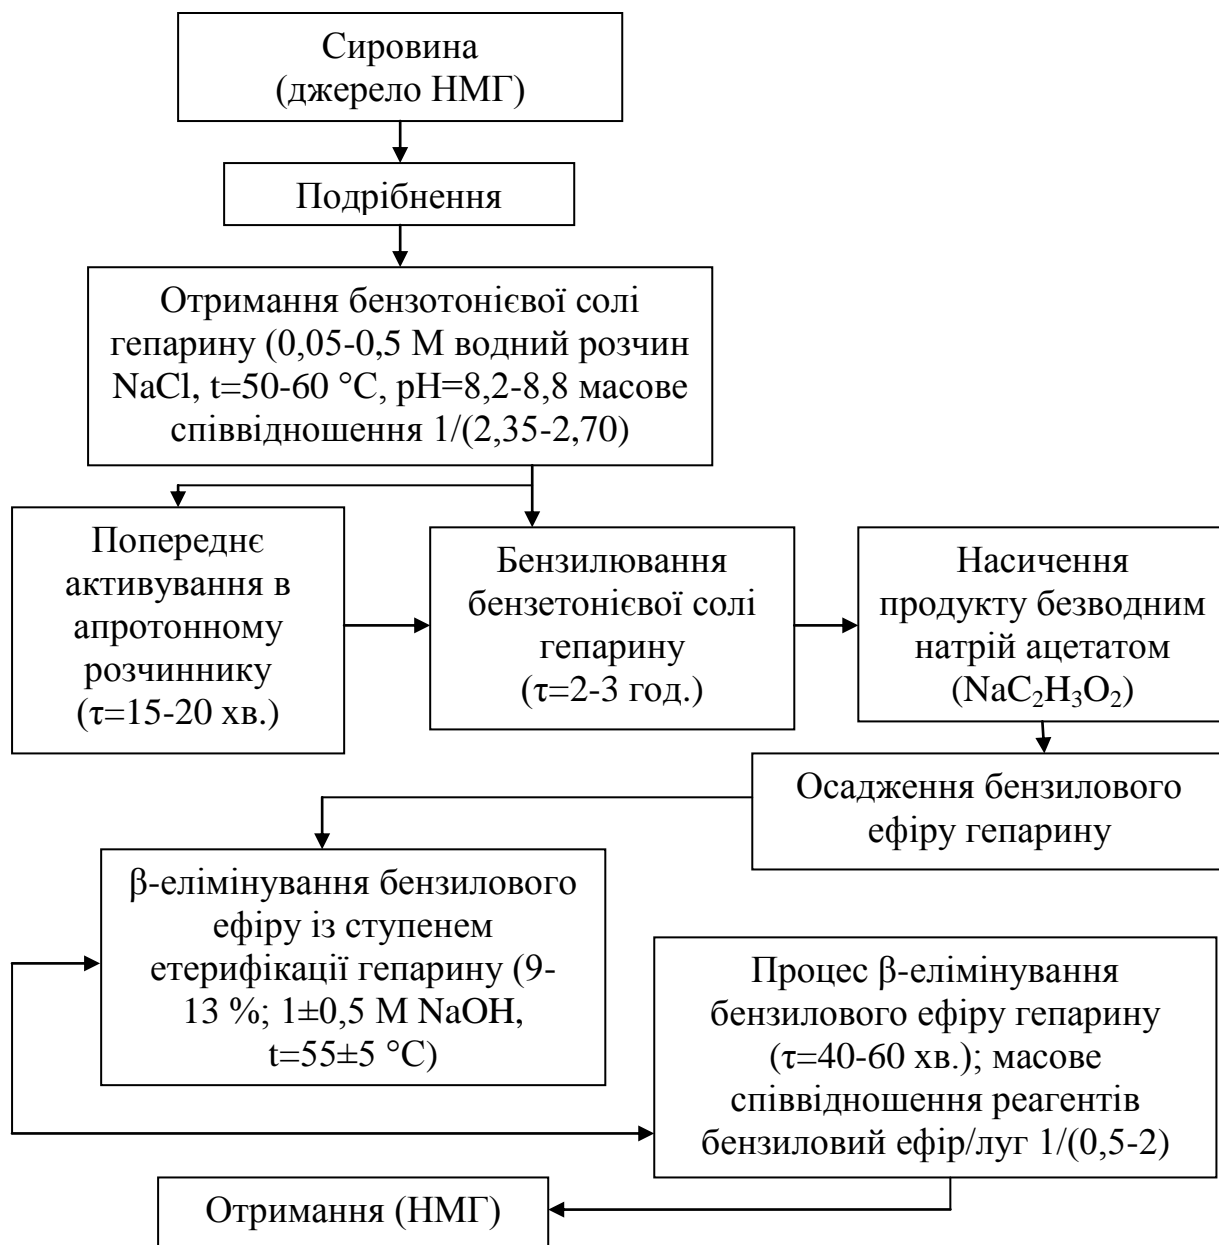 Сировина
(джерело НМГ)
Подрібнення
Отримання бензотонієвої солі
гепарину (0,05-0,5 М водний розчин
NaCl, t=50-60 °C, pH=8,2-8,8 масове
співвідношення 1/(2,35-2,70)
Попереднє
активування в
апротонному
розчиннику
(τ=15-20 хв.)
Бензилювання
бензетонієвої солі
гепарину
(τ=2-3 год.)
Насичення
продукту безводним
натрій ацетатом
(NaC₂H₃O₂)
Осадження бензилового
ефіру гепарину
β-елімінування бензилового
ефіру із ступенем
етерифікації гепарину (9-
13 %; 1±0,5 М NaOH,
t=55±5 °C)
Процес β-елімінування
бензилового ефіру гепарину
(τ=40-60 хв.); масове
співвідношення реагентів
бензиловий ефір/луг 1/(0,5-2)
Отримання (НМГ)